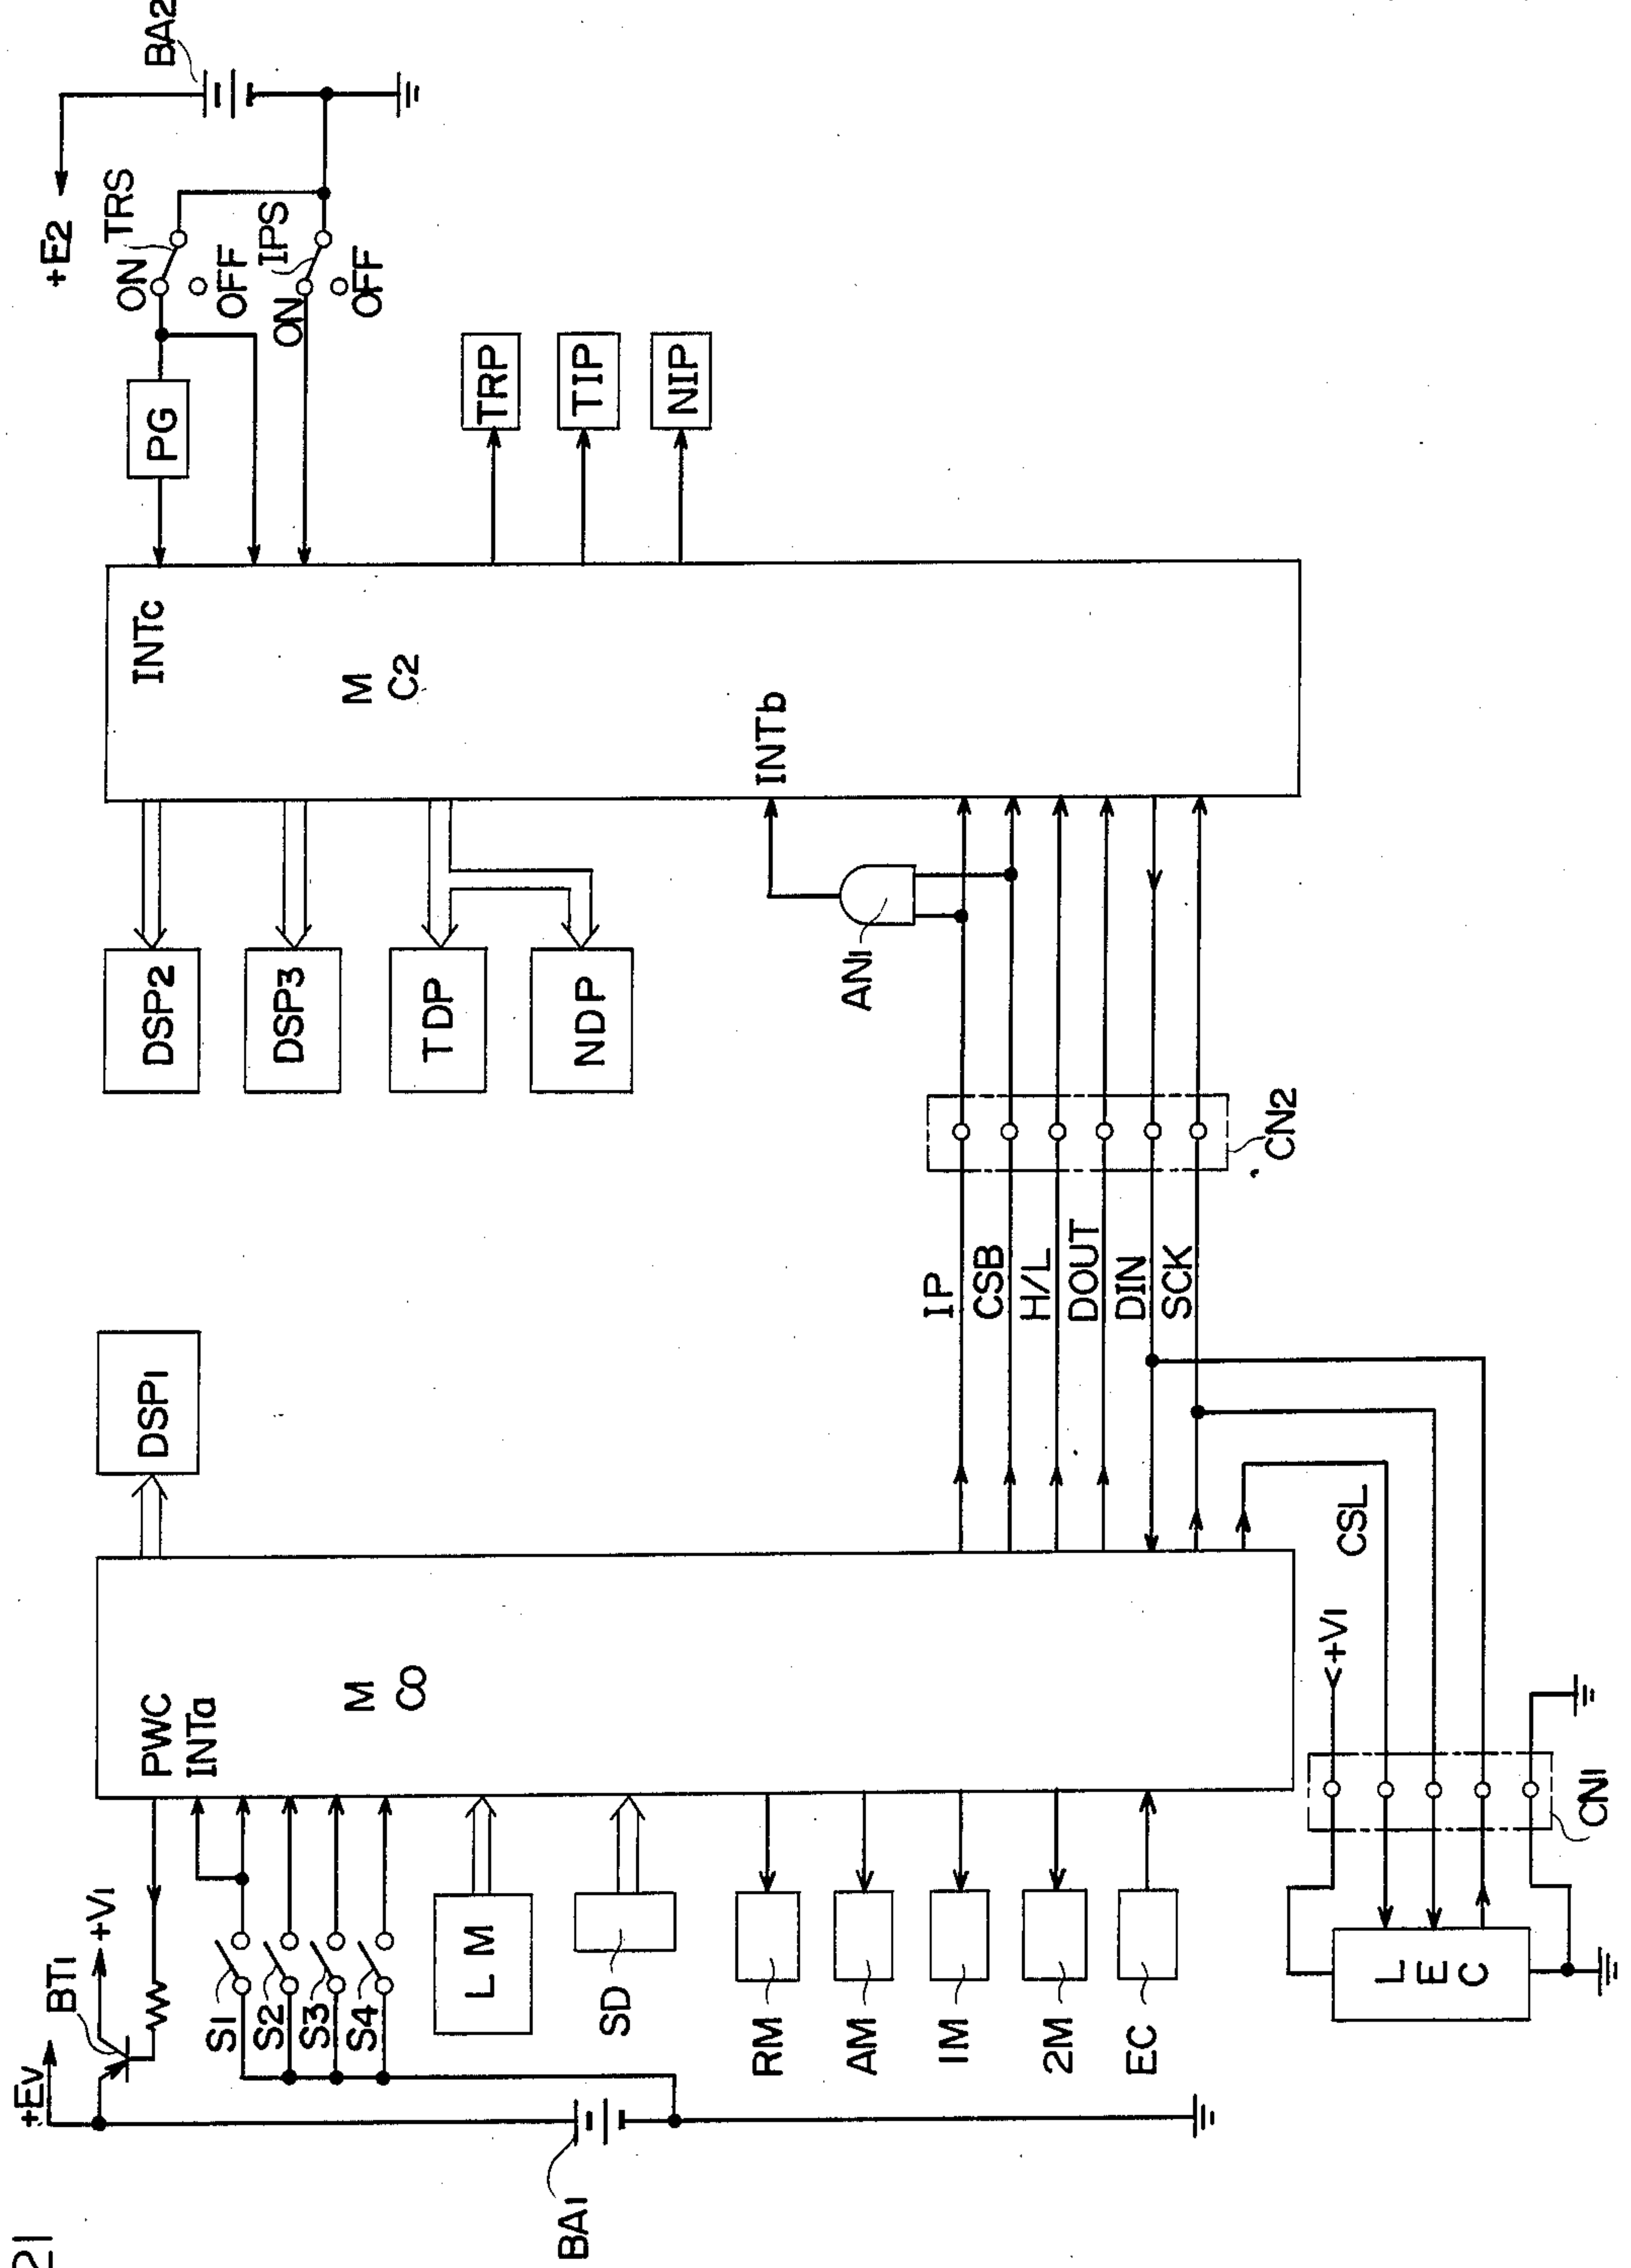 21
+Ev
BT1
+V1
PWC
INTa
S1
S2
S3
S4
BA1
LM
SD
RM
AM
1M
2M
EC
M
CO
DSP1
IP
CSB
H/L
DOUT
DIN
SCK
CSL
+V1
LEC
CN1
CN2
AN1
DSP2
DSP3
TDP
NDP
INTc
M
C2
INTb
PG
TRP
TIP
NIP
ON
TRS
OFF
ON
IPS
OFF
+E2
BA2